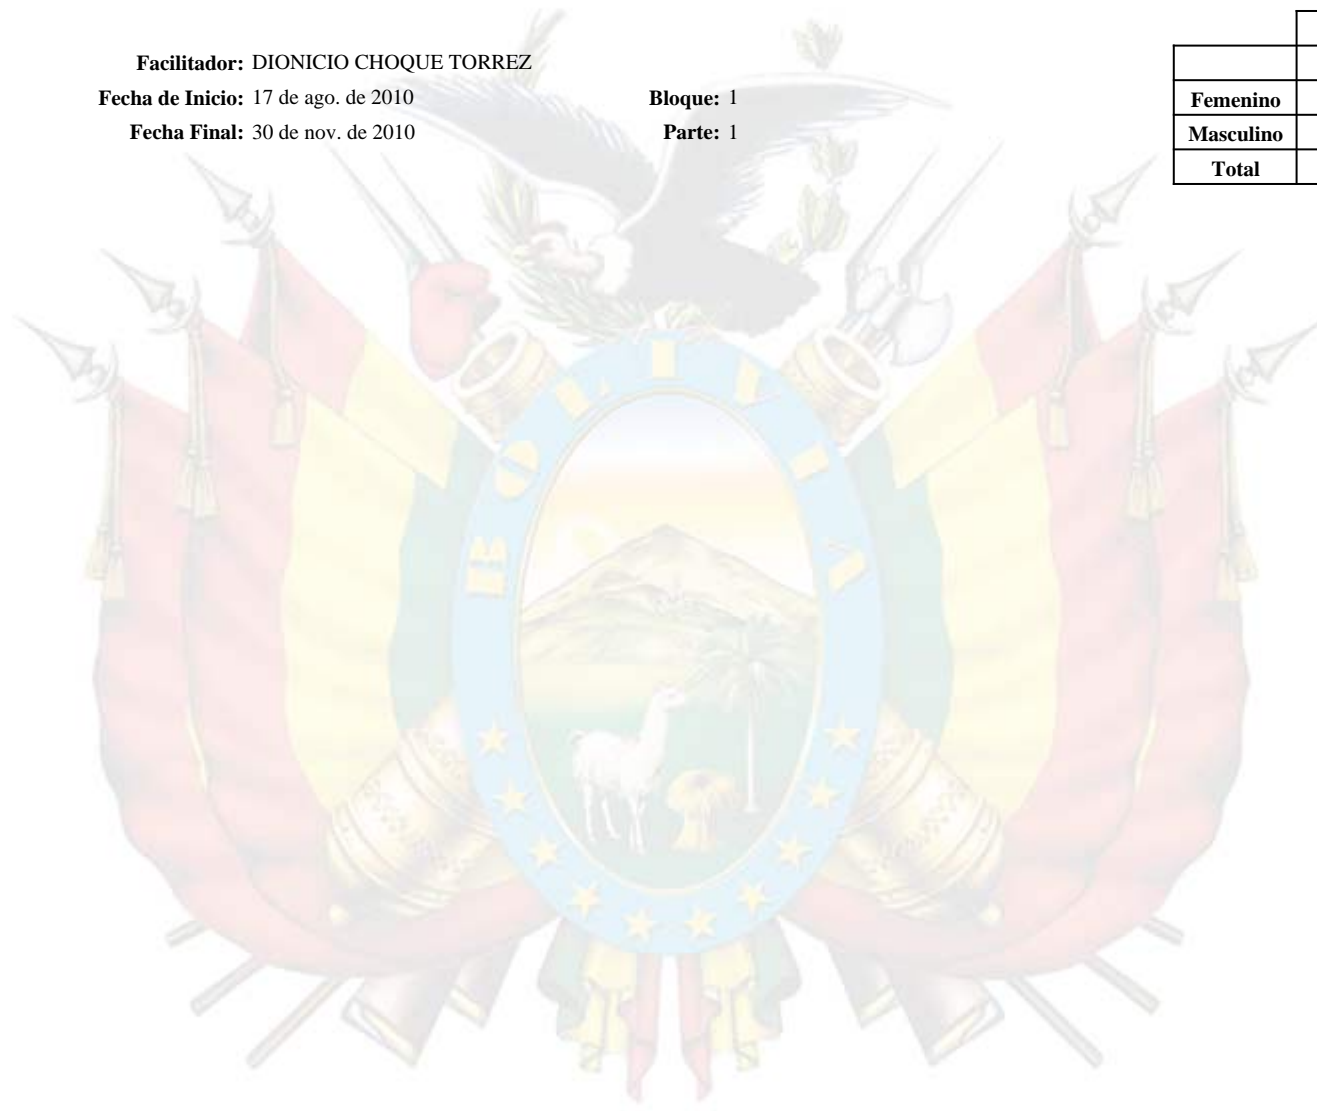 Facilitador: DIONICIO CHOQUE TORREZ
Fecha de Inicio: 17 de ago. de 2010 Bloque: 1
Fecha Final: 30 de nov. de 2010 Parte: 1
Femenino
Masculino
Total
BOLIVIA